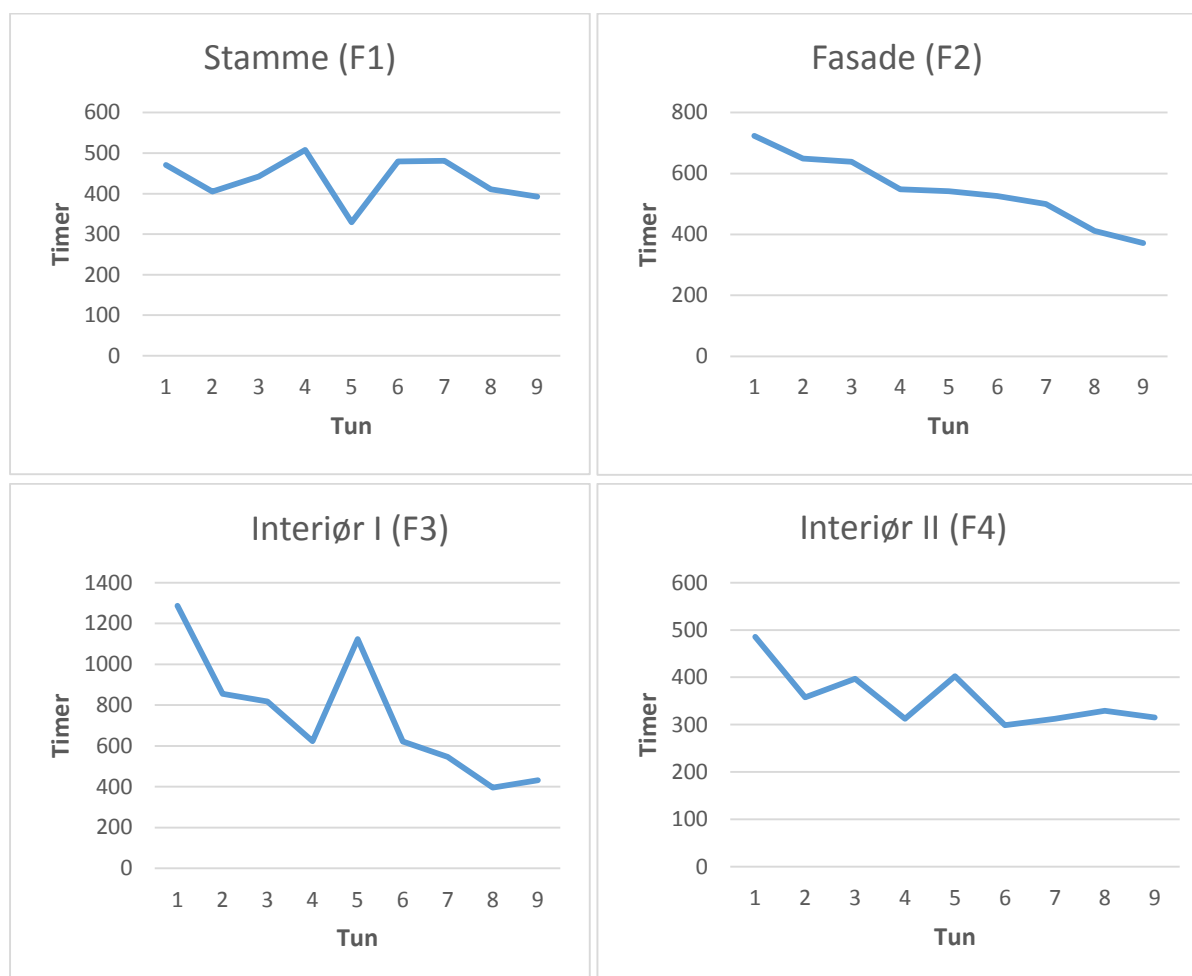 Stamme (F1)
600
500
400
300
200
100
0
Timer
1 2 3 4 5 6 7 8 9
Tun
Fasade (F2)
800
600
400
200
0
Timer
1 2 3 4 5 6 7 8 9
Tun
Interiør I (F3)
1400
1200
1000
800
600
400
200
0
Timer
1 2 3 4 5 6 7 8 9
Tun
Interiør II (F4)
600
500
400
300
200
100
0
Timer
1 2 3 4 5 6 7 8 9
Tun